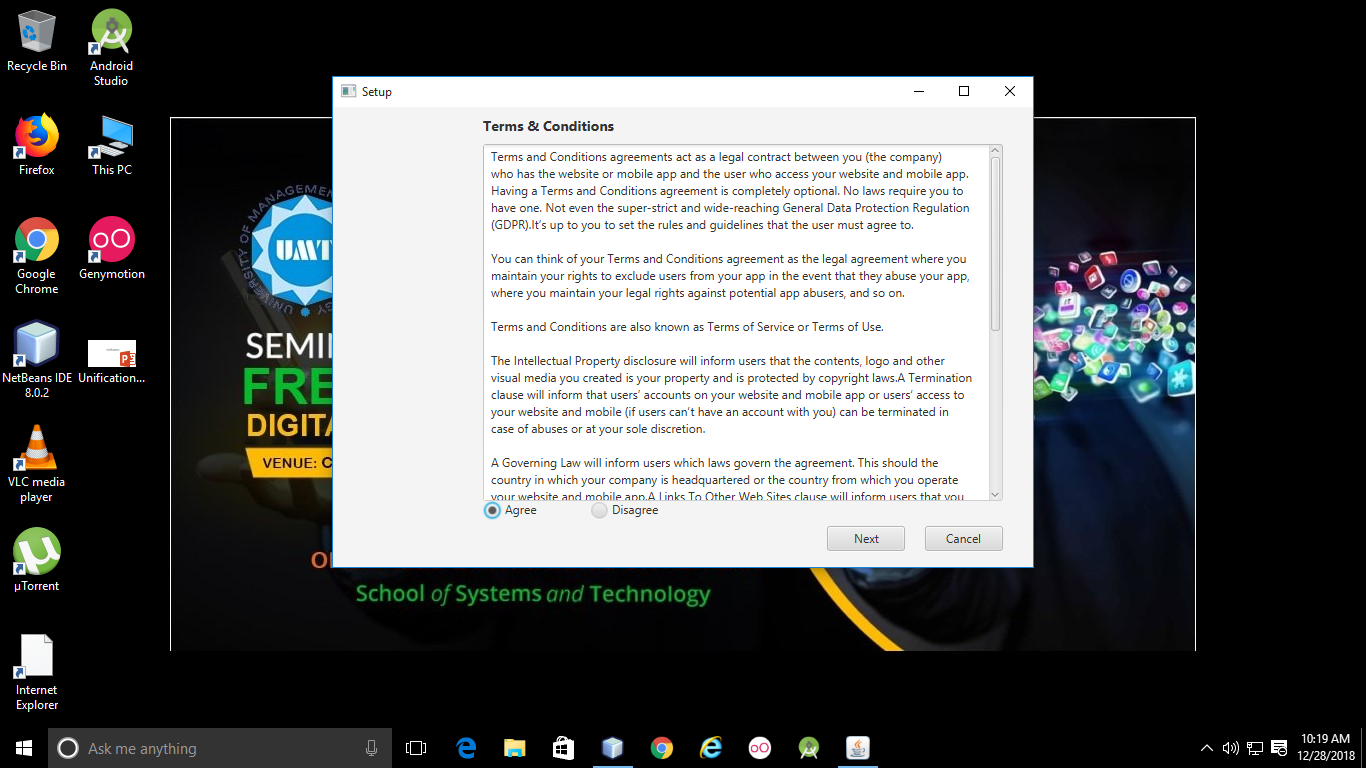 Recycle Bin
Android
Studio
Firefox
This PC
Google
Chrome
Genymotion
NetBeans IDE
8.0.2
Unification...
VLC media
player
µTorrent
Internet
Explorer
UNIVERSITY OF MANAGEMEN
UMT
SEMI
FRE
DIGITA
VENUE: C
School of Systems and Technology
Setup
Terms & Conditions
Terms and Conditions agreements act as a legal contract between you (the company)
who has the website or mobile app and the user who access your website and mobile app.
Having a Terms and Conditions agreement is completely optional. No laws require you to
have one. Not even the super-strict and wide-reaching General Data Protection Regulation
(GDPR).It's up to you to set the rules and guidelines that the user must agree to.
You can think of your Terms and Conditions agreement as the legal agreement where you
maintain your rights to exclude users from your app in the event that they abuse your app,
where you maintain your legal rights against potential app abusers, and so on.
Terms and Conditions are also known as Terms of Service or Terms of Use.
The Intellectual Property disclosure will inform users that the contents, logo and other
visual media you created is your property and is protected by copyright laws.A Termination
clause will inform that users' accounts on your website and mobile app or users' access to
your website and mobile (if users can't have an account with you) can be terminated in
case of abuses or at your sole discretion.
A Governing Law will inform users which laws govern the agreement. This should the
country in which your company is headquartered or the country from which you operate
your website and mobile app.A Links To Other Web Sites clause will inform users that you
Agree
Disagree
Next
Cancel
Ask me anything
10:19 AM
12/28/2018